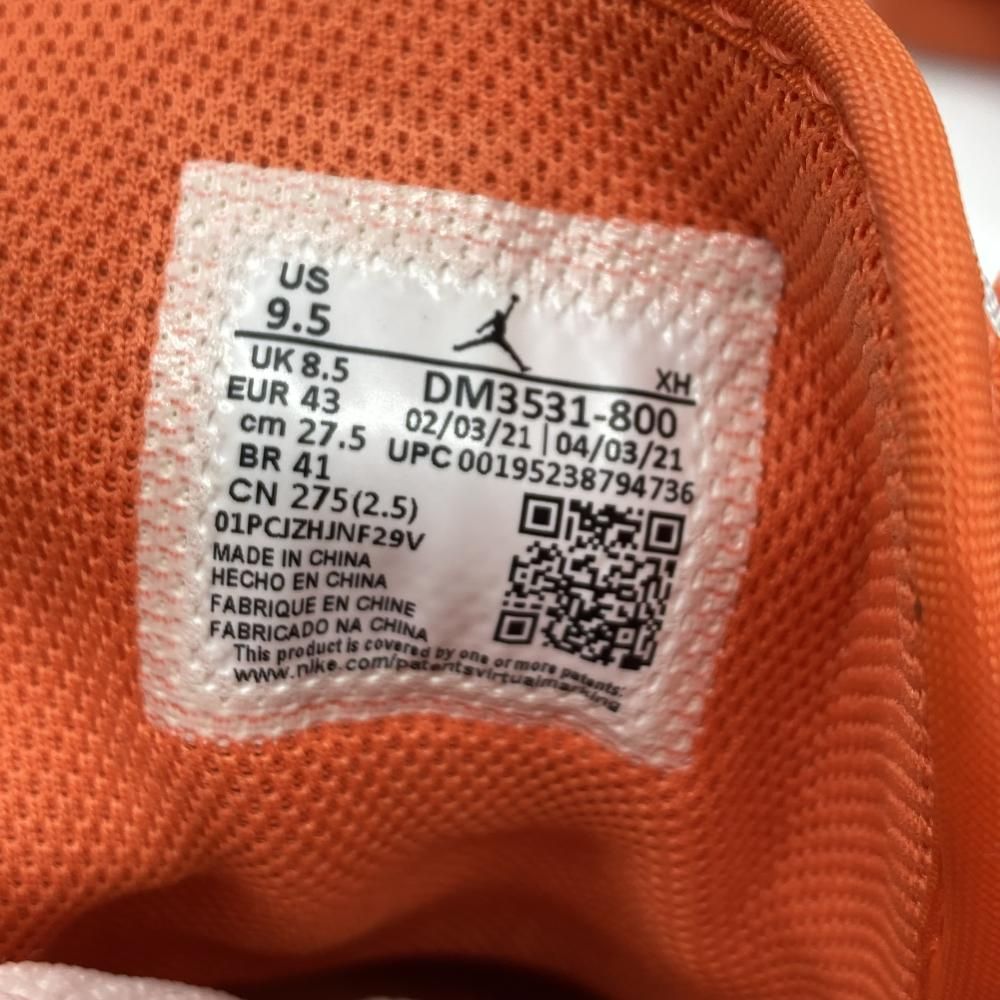 US
9.5
XH
UK 8.5
DM3531-800
EUR 43
02/03/21 | 04/03/21
cm 27.5
UPC 00195238794736
BR 41
CN 275(2.5)
01PCJZHJNF29V
MADE IN CHINA
HECHO EN CHINA
FABRIQUE EN CHINE
FABRICADO NA CHINA
This product is covered by one or more patents:
www.nike.com/patentsvirtualmarking